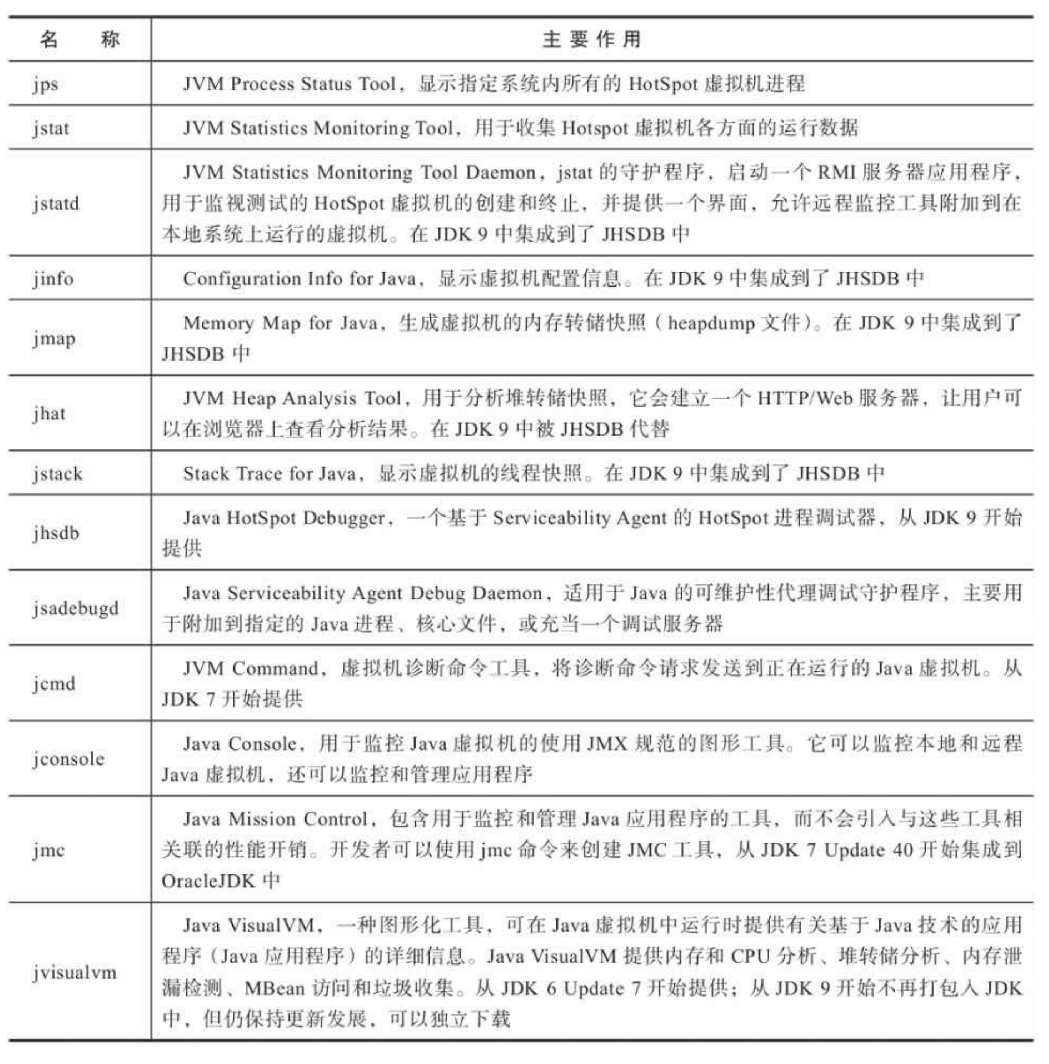 名 称 主 要 作 用
jps JVM Process Status Tool，显示指定系统内所有的 HotSpot 虚拟机进程
jstat JVM Statistics Monitoring Tool，用于收集 Hotspot 虚拟机各方面的运行数据
JVM Statistics Monitoring Tool Daemon，jstat 的守护程序，启动一个 RMI 服务器应用程序，
jstatd 用于监视测试的 HotSpot 虚拟机的创建和终止，并提供一个界面，允许远程监控工具附加到在
本地系统上运行的虚拟机。在 JDK 9 中集成到了 JHSDB 中
jinfo Configuration Info for Java，显示虚拟机配置信息。在 JDK 9 中集成到了 JHSDB 中
jmap Memory Map for Java，生成虚拟机的内存转储快照（heapdump 文件）。在 JDK 9 中集成到了
JHSDB 中
jhat JVM Heap Analysis Tool，用于分析堆转储快照，它会建立一个 HTTP/Web 服务器，让用户可
以在浏览器上查看分析结果。在 JDK 9 中被 JHSDB 代替
jstack Stack Trace for Java，显示虚拟机的线程快照。在 JDK 9 中集成到了 JHSDB 中
jhsdb Java HotSpot Debugger，一个基于 Serviceability Agent 的 HotSpot 进程调试器，从 JDK 9 开始
提供
jsadebugd Java Serviceability Agent Debug Daemon，适用于 Java 的可维护性代理调试守护程序，主要用
于附加到指定的 Java 进程、核心文件，或充当一个调试服务器
jcmd JVM Command，虚拟机诊断命令工具，将诊断命令请求发送到正在运行的 Java 虚拟机。从
JDK 7 开始提供
jconsole Java Console，用于监控 Java 虚拟机的使用 JMX 规范的图形工具。它可以监控本地和远程
Java 虚拟机，还可以监控和管理应用程序
Java Mission Control，包含用于监控和管理 Java 应用程序的工具，而不会引入与这些工具相
jmc 关联的性能开销。开发者可以使用 jmc 命令来创建 JMC 工具，从 JDK 7 Update 40 开始集成到
OracleJDK 中
Java VisualVM，一种图形化工具，可在 Java 虚拟机中运行时提供有关基于 Java 技术的应用
程序（Java 应用程序）的详细信息。Java VisualVM 提供内存和 CPU 分析、堆转储分析、内存泄
jvisualvm 漏检测、MBean 访问和垃圾收集。从 JDK 6 Update 7 开始提供；从 JDK 9 开始不再打包入 JDK
中，但仍保持更新发展，可以独立下载